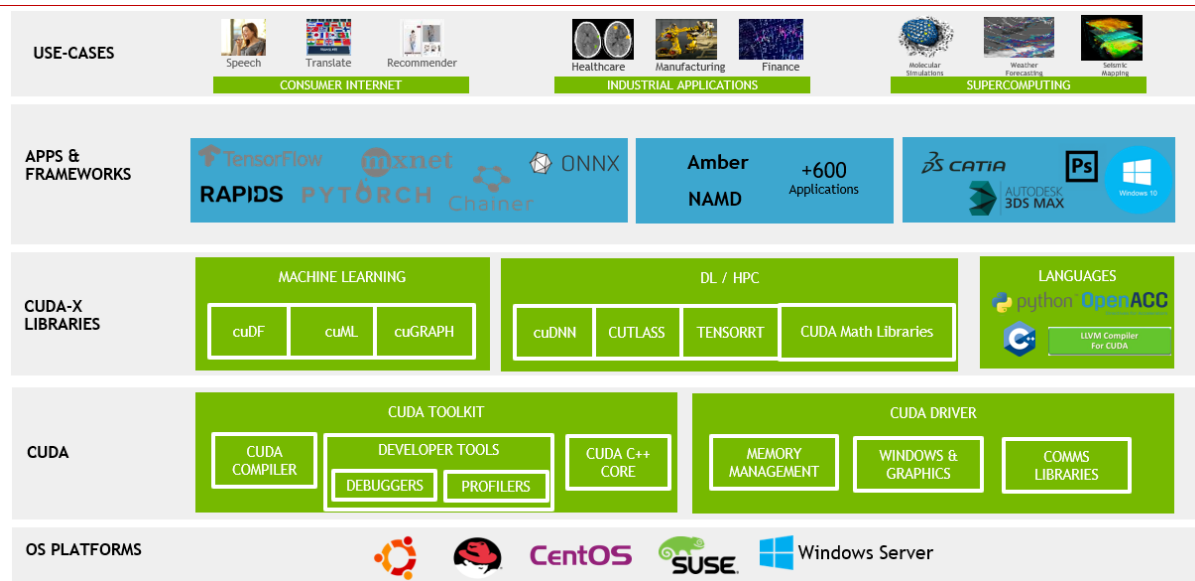 USE-CASES
Speech
Translate
Recommender
CONSUMER INTERNET
Healthcare
Manufacturing
Finance
INDUSTRIAL APPLICATIONS
Molecular
Simulations
Weather
Forecasting
Seismic
Mapping
SUPERCOMPUTING
APPS &
FRAMEWORKS
TensorFlow
mxnet
ONNX
RAPIDS
PYTORCH
Chainer
Amber
NAMD
+600
Applications
CATIA
Ps
AUTODESK
3DS MAX
Windows 10
CUDA-X
LIBRARIES
MACHINE LEARNING
cuDF
cuML
cuGRAPH
DL / HPC
cuDNN
CUTLASS
TENSORRT
CUDA Math Libraries
LANGUAGES
python
OpenACC
C++
LLVM Compiler
For CUDA
CUDA
CUDA TOOLKIT
CUDA
COMPILER
DEVELOPER TOOLS
DEBUGGERS
PROFILERS
CUDA C++
CORE
CUDA DRIVER
MEMORY
MANAGEMENT
WINDOWS &
GRAPHICS
COMMS
LIBRARIES
OS PLATFORMS
CentOS
SUSE
Windows Server